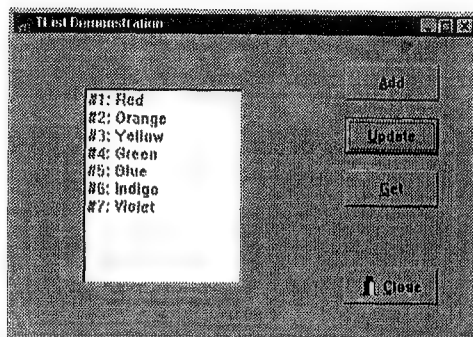 TList Demonstration
Add
#1: Red
#2: Orange
#3: Yellow
#4: Green
#5: Blue
#6: Indigo
#7: Violet
Update
Get
Close